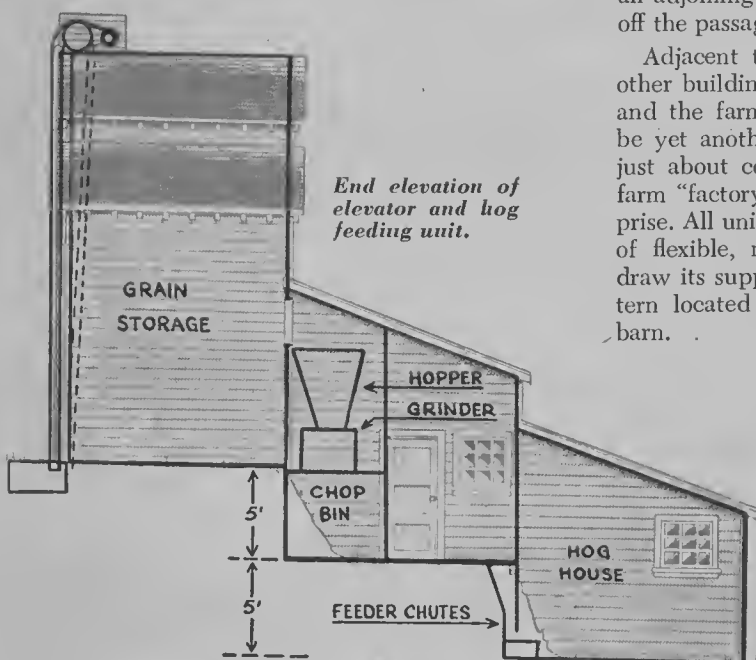 an adjoining
off the passag
Adjacent t
other buildin
and the farm
be yet anoth
just about co
farm “factory
prise. All uni
of flexible, r
draw its supp
tern located
barn.
End elevation of
elevator and hog
feeding unit.
GRAIN
STORAGE
HOPPER
GRINDER
CHOP
BIN
5'
5'
HOG
HOUSE
FEEDER CHUTES